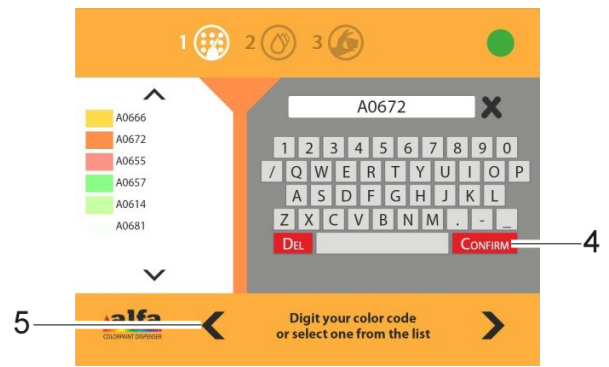 1 2 3
A0672
A0666
A0672
A0655
A0657
A0614
A0681
1 2 3 4 5 6 7 8 9 0
/ Q W E R T Y U I O P
A S D F G H J K L
Z X C V B N M . - _
DEL CONFIRM
4
5
alfa
COLORPAINT DISPENSER
Digit your color code
or select one from the list